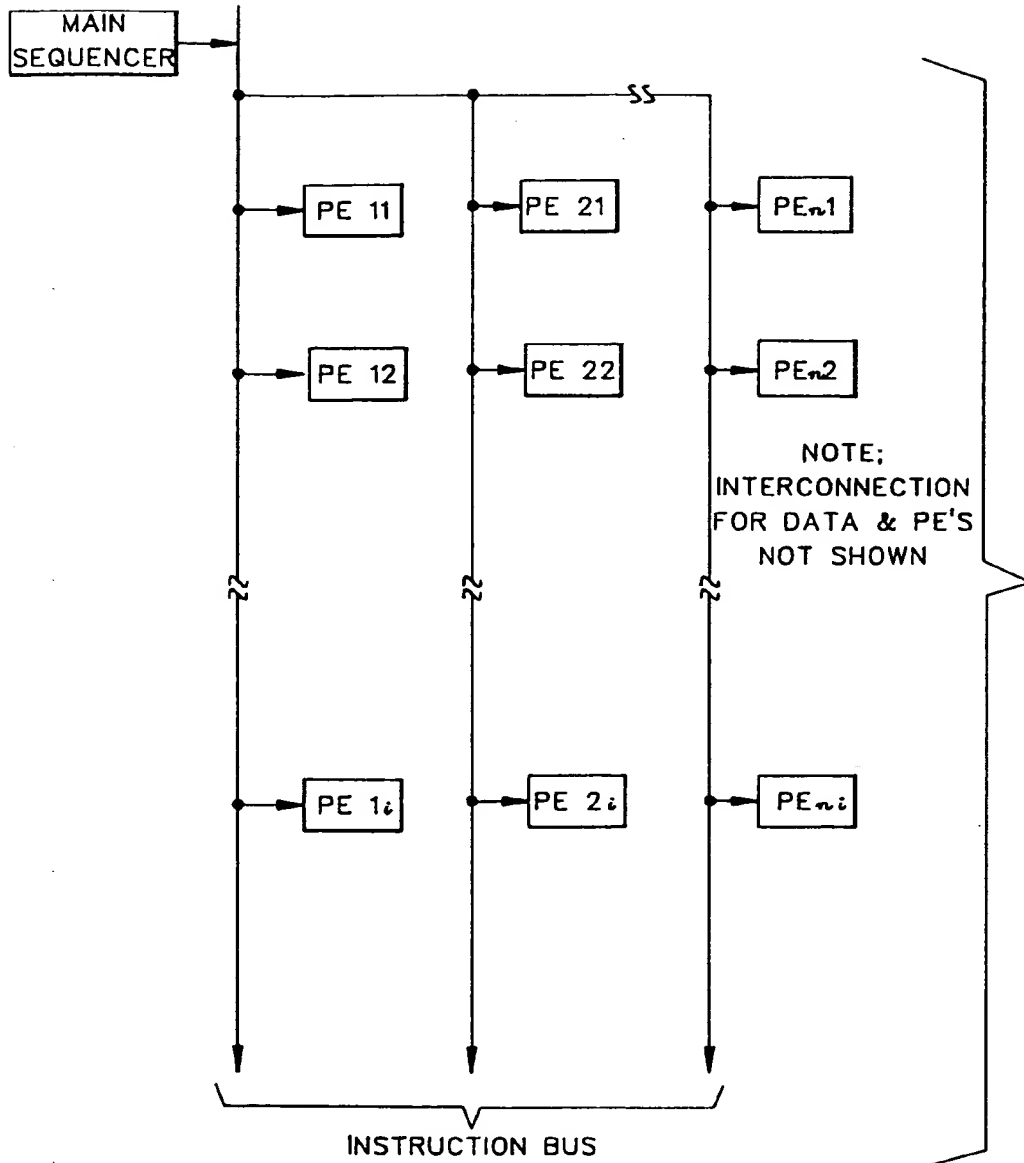 MAIN
SEQUENCER
PE 11
PE 21
PEn1
PE 12
PE 22
PEn2
NOTE;
INTERCONNECTION
FOR DATA & PE'S
NOT SHOWN
PE 1i
PE 2i
PEni
INSTRUCTION BUS